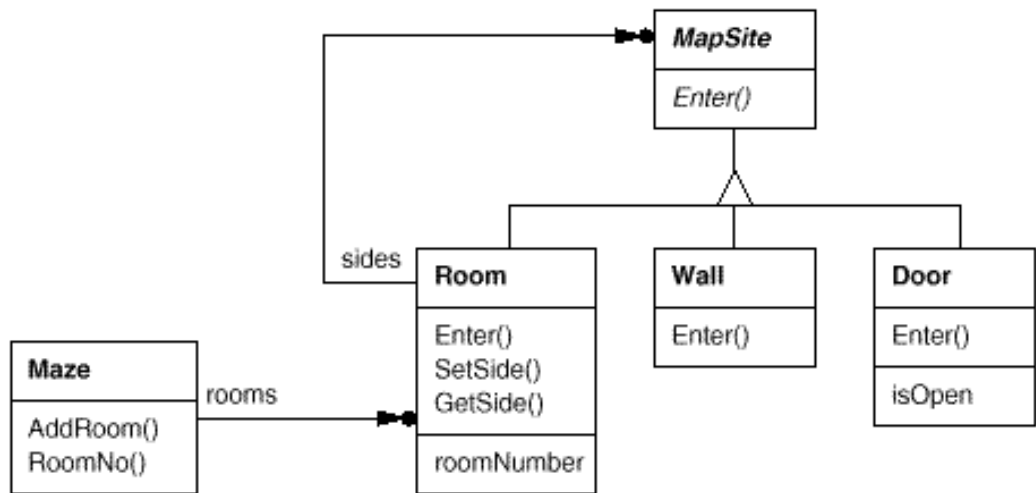 MapSite
Enter()
sides
Room
Enter()
SetSide()
GetSide()
roomNumber
Wall
Enter()
Door
Enter()
isOpen
Maze
AddRoom()
RoomNo()
rooms